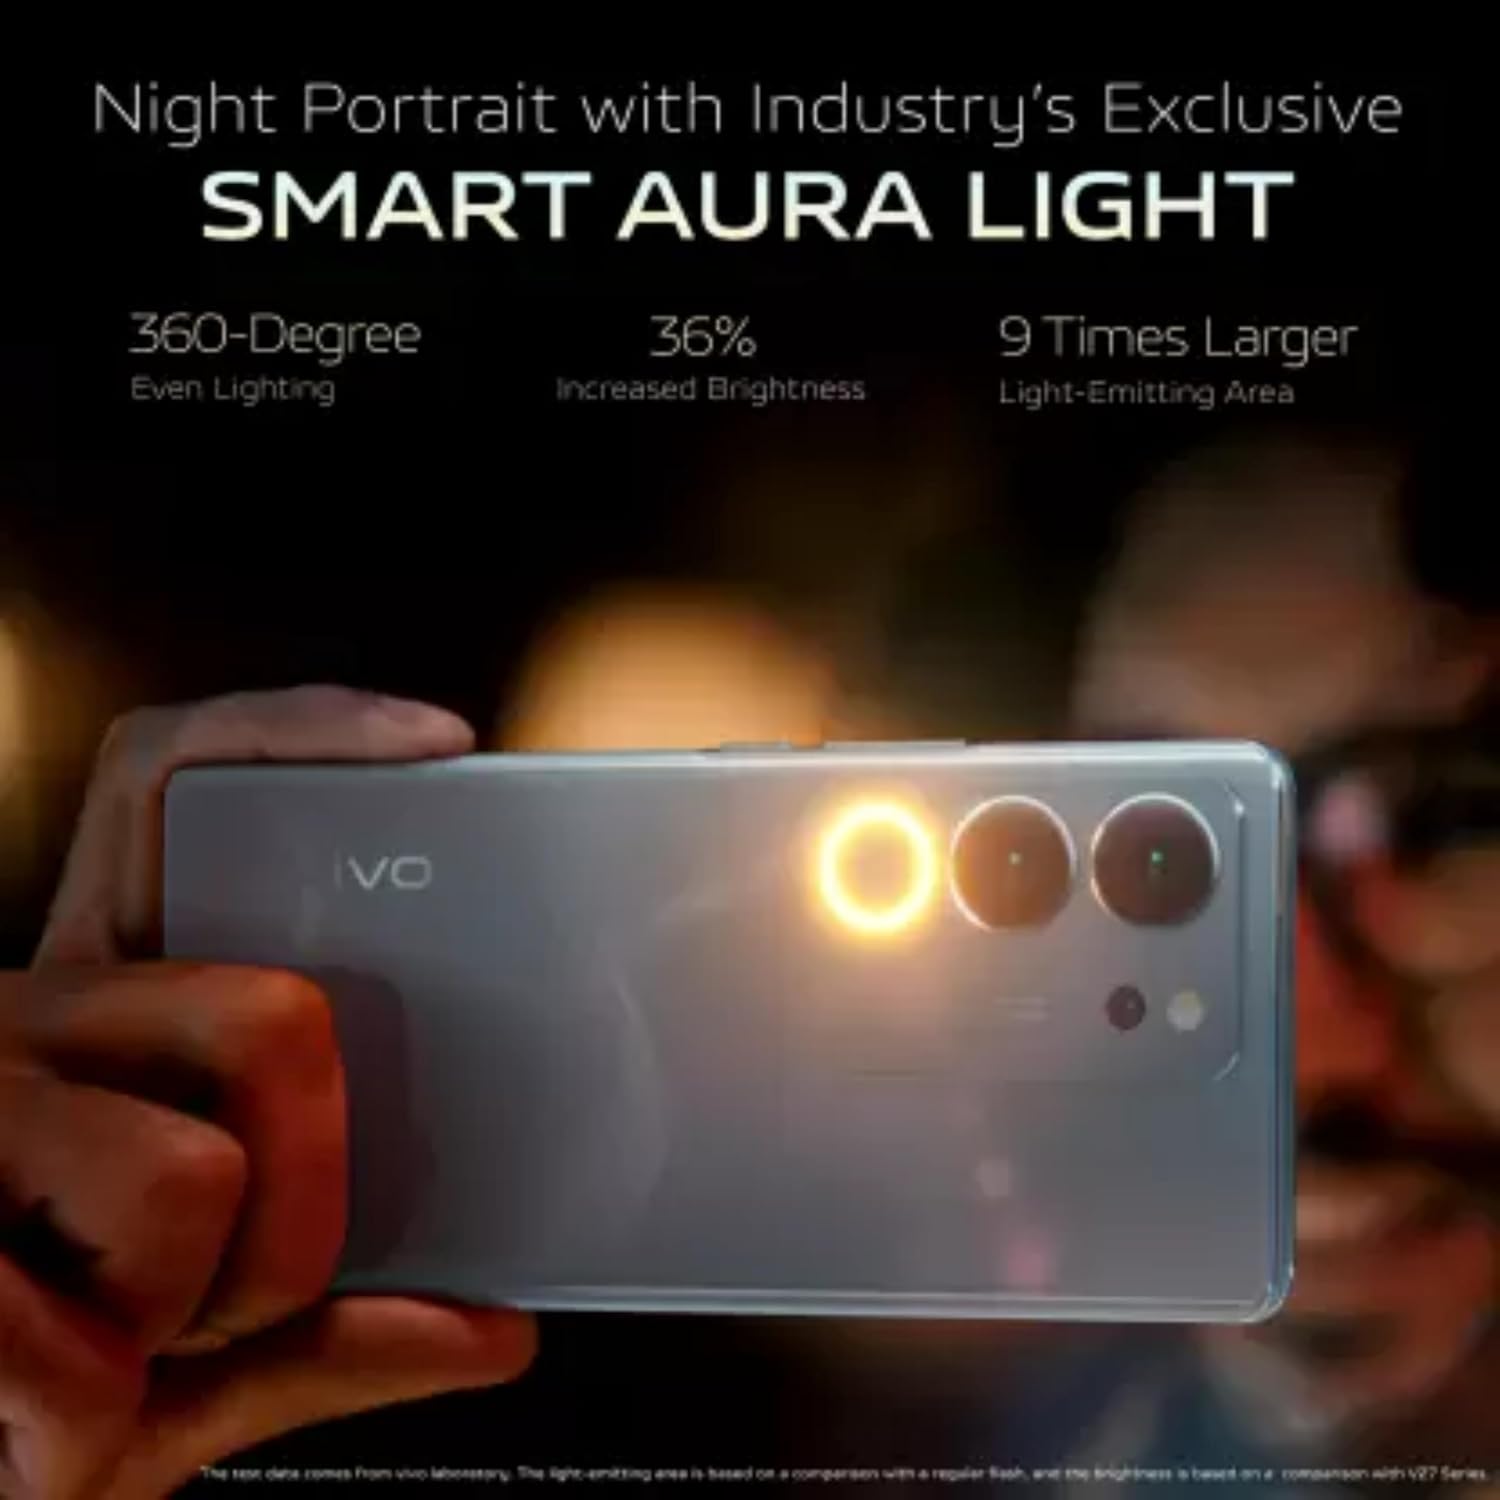 Night Portrait with Industry's Exclusive
SMART AURA LIGHT
360-Degree
Even Lighting
36%
Increased Brightness
9 Times Larger
Light-Emitting Area
ivo
The test data comes from vivo laboratory. The light-emitting area is based on a comparison with a regular flash, and the brightness is based on a comparison with V27 Series.